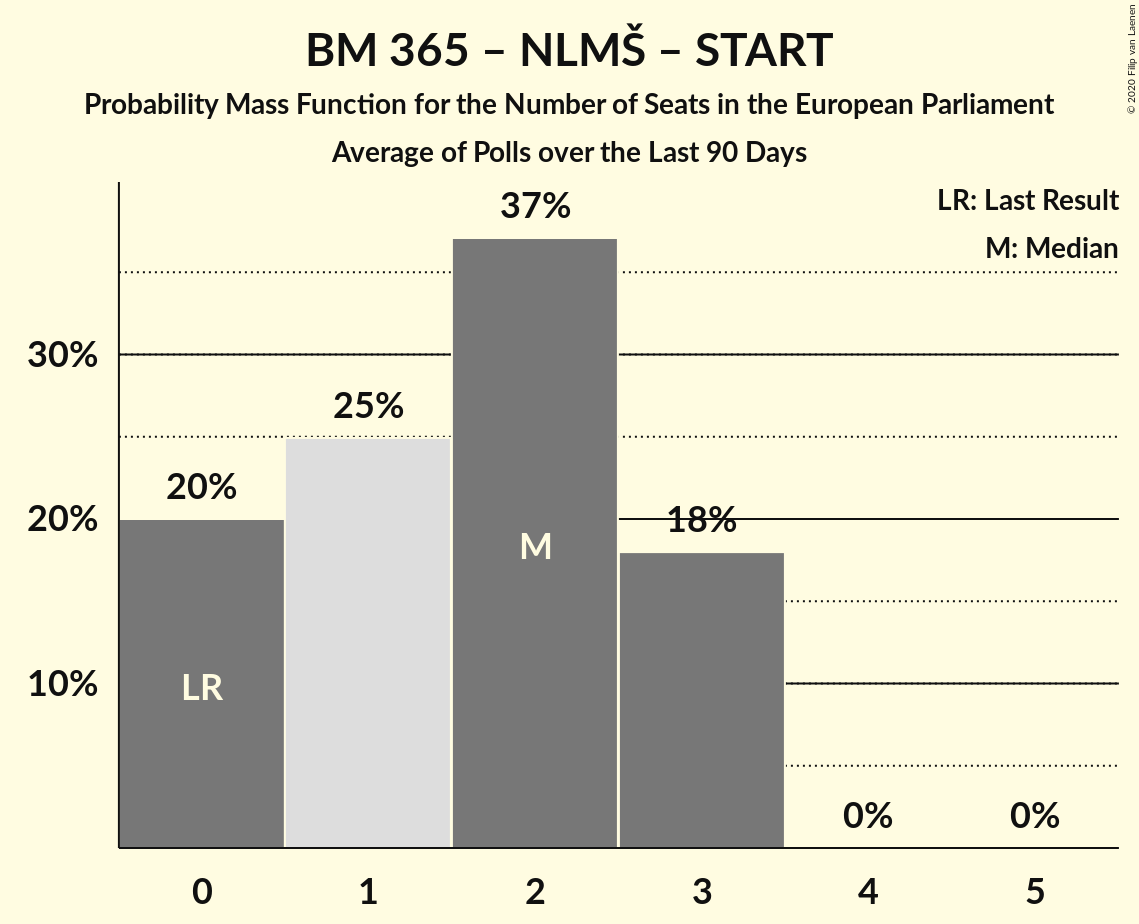 BM 365 – NLMŠ – START
Probability Mass Function for the Number of Seats in the European Parliament
Average of Polls over the Last 90 Days
© 2020 Filip van Laenen
LR: Last Result
M: Median
37%
30%
25%
20%
20%
18%
M
LR
10%
0%
0%
0 1 2 3 4 5